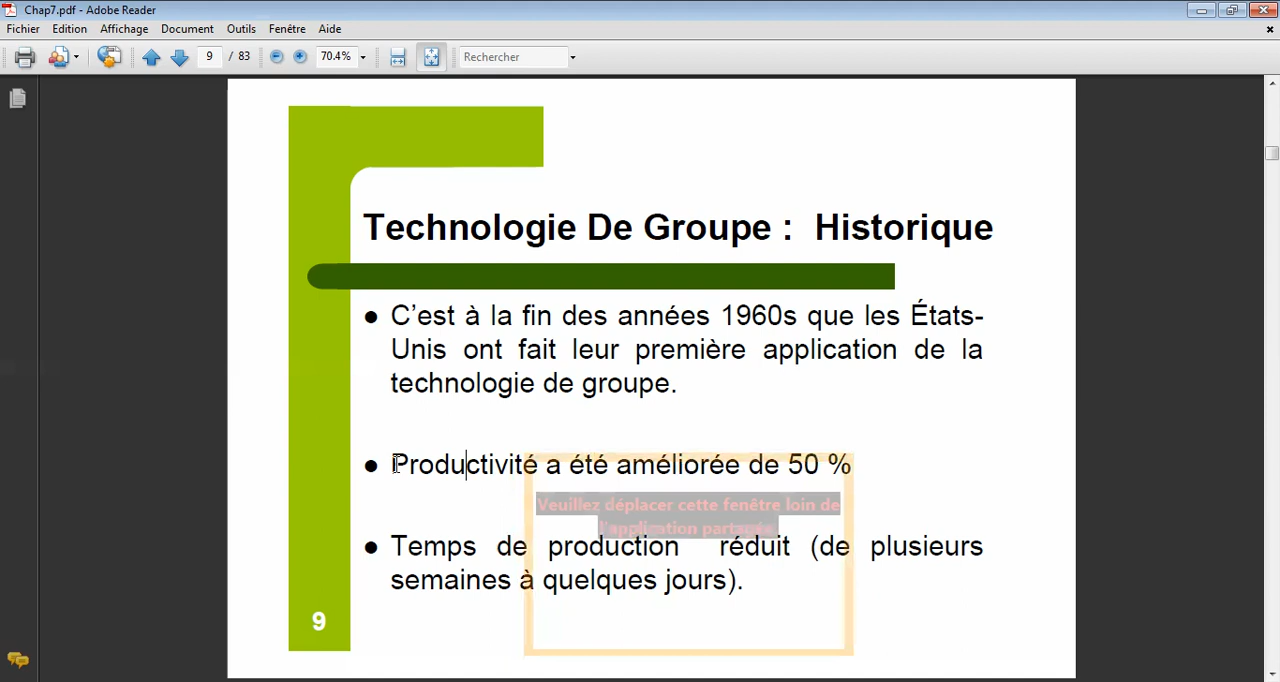 Chap7.pdf - Adobe Reader
Fichier Edition Affichage Document Outils Fenêtre Aide
9 / 83 70.4% Rechercher
Technologie De Groupe : Historique
● C’est à la fin des années 1960s que les États-
Unis ont fait leur première application de la
technologie de groupe.
● Productivité a été améliorée de 50 %
Veuillez déplacer cette fenêtre loin de
l'application partagée
● Temps de production réduit (de plusieurs
semaines à quelques jours).
9